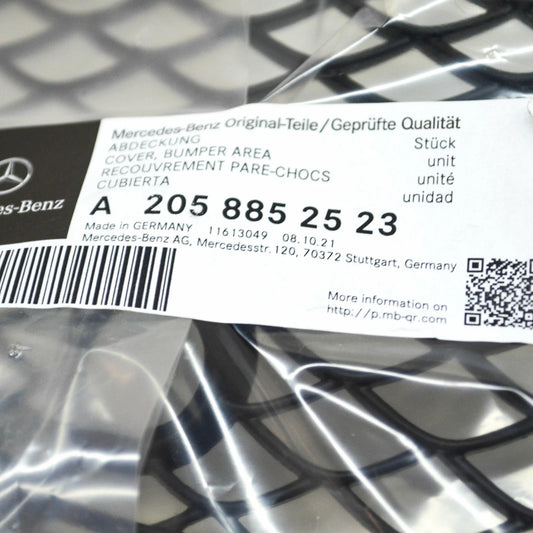 Mercedes-Benz Original-Teile/Geprüfte Qualität
ABDECKUNG Stück
COVER, BUMPER AREA unit
RECOUVREMENT PARE-CHOCS unité
CUBIERTA unidad
des-Benz
A 205 885 25 23
Made in GERMANY 11613049 08.10.21
Mercedes-Benz AG, Mercedesstr. 120, 70372 Stuttgart, Germany
More information on
http://p.mb-qr.com